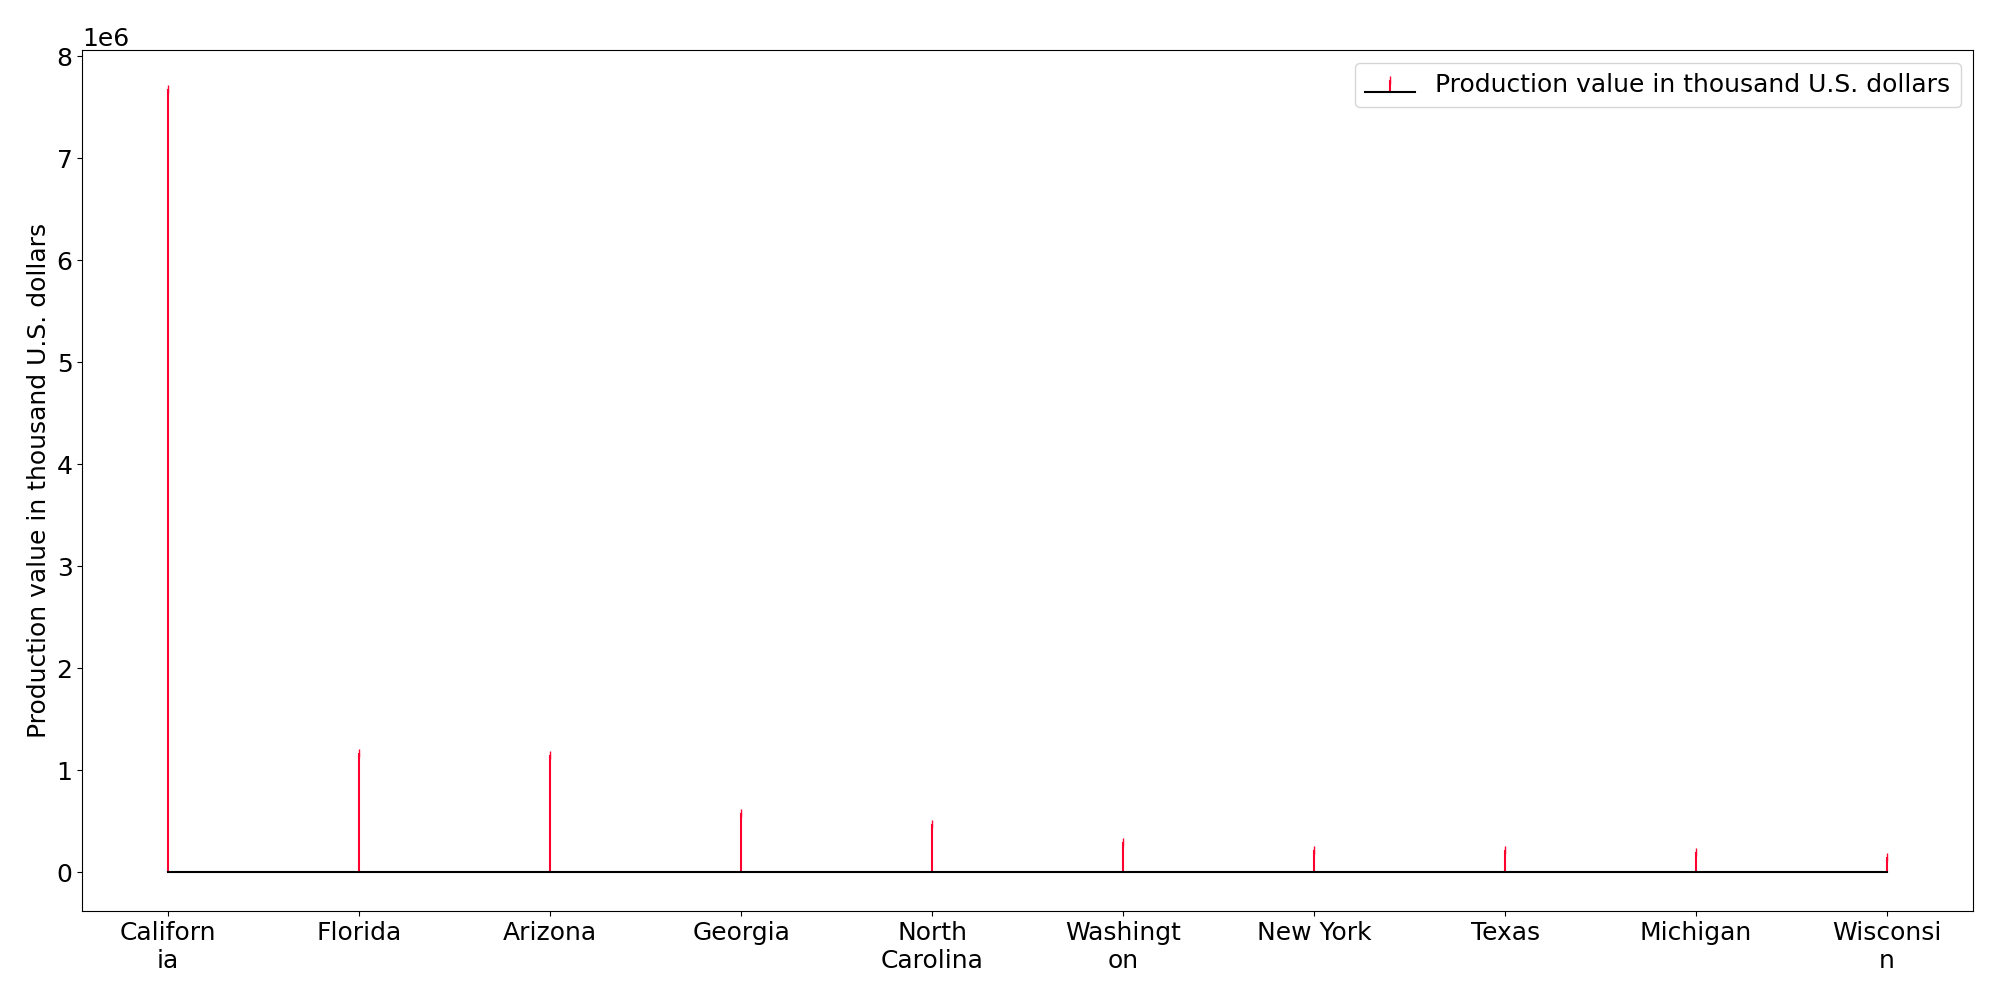 1e6
8
7
6
5
4
3
2
1
0
Production value in thousand U.S. dollars
Production value in thousand U.S. dollars
Californ
ia
Florida
Arizona
Georgia
North
Carolina
Washingt
on
New York
Texas
Michigan
Wisconsi
n